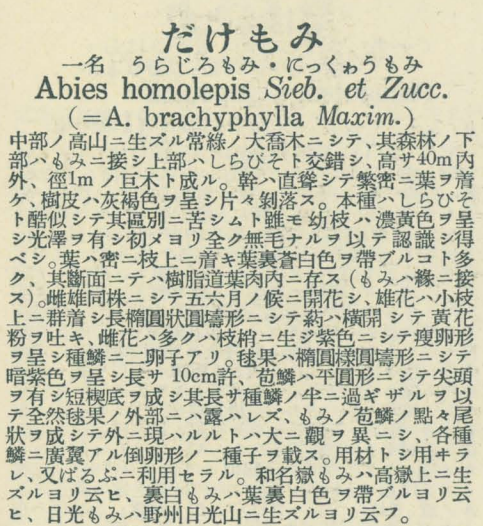 だけもみ
一名 うらじろもみ・にっくゎうもみ
Abies homolepis Sieb. et Zucc.
(=A. brachyphylla Maxim.)
中部ノ高山ニ生ズル常綠ノ大喬木ニシテ、其森林ノ下
部ハもみニ接シ上部ハしらびそト交錯シ、高サ40m內
外、徑1mノ巨木ト成ル。幹ハ直聳シテ繁密ニ葉ヲ着
ケ、樹皮ハ灰褐色ヲ呈シ片々剝落ス。本種ハしらびそ
ト酷似シテ其區別ニ苦シムト雖モ幼枝ハ濃黃色ヲ呈
シ光澤ヲ有シ初メヨリ全ク無毛ナルヲ以テ認識シ得
ベシ。葉ハ密ニ枝上ニ着キ葉裏蒼白色ヲ帶ブルコト多
ク、其斷面ニテハ樹脂道葉肉內ニ存ス(もみハ緣ニ接
ス)。雌雄同株ニシテ五六月ノ候ニ開花シ、雄花ハ小枝
上ニ群着シ長橢圓狀圓壔形ニシテ葯ハ橫開シテ黃花
粉ヲ吐キ、雌花ハ多クハ枝梢ニ生ジ紫色ニシテ瘦卵形
ヲ呈シ種鱗ニ二卵子アリ。毬果ハ橢圓樣圓壔形ニシテ
暗紫色ヲ呈シ長サ10cm許、苞鱗ハ平圓形ニシテ尖頭
ヲ有シ短楔底ヲ成シ其長サ種鱗ノ半ニ過ギザルヲ以
テ全然毬果ノ外部ニハ露ハレズ、もみノ苞鱗ノ點々尾
狀ヲ成シテ外ニ現ハルルトハ大ニ觀ヲ異ニシ、各種
鱗ニ廣翼アル倒卵形ノ二種子ヲ載ス。用材トシ用ヰラ
レ、又ぱるぷニ利用セラル。和名嶽もみハ高嶽上ニ生
ズルヨリ云ヒ、裏白もみハ葉裏白色ヲ帶ブルヨリ云
ヒ、日光もみハ野州日光山ニ生ズルヨリ云フ。